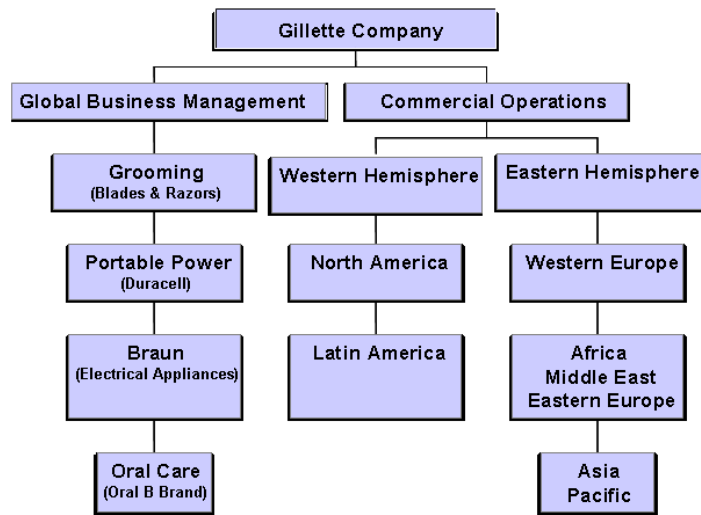 Gillette Company
Global Business Management
Commercial Operations
Grooming
(Blades & Razors)
Western Hemisphere
Eastern Hemisphere
Portable Power
(Duracell)
North America
Western Europe
Braun
(Electrical Appliances)
Latin America
Africa
Middle East
Eastern Europe
Oral Care
(Oral B Brand)
Asia
Pacific